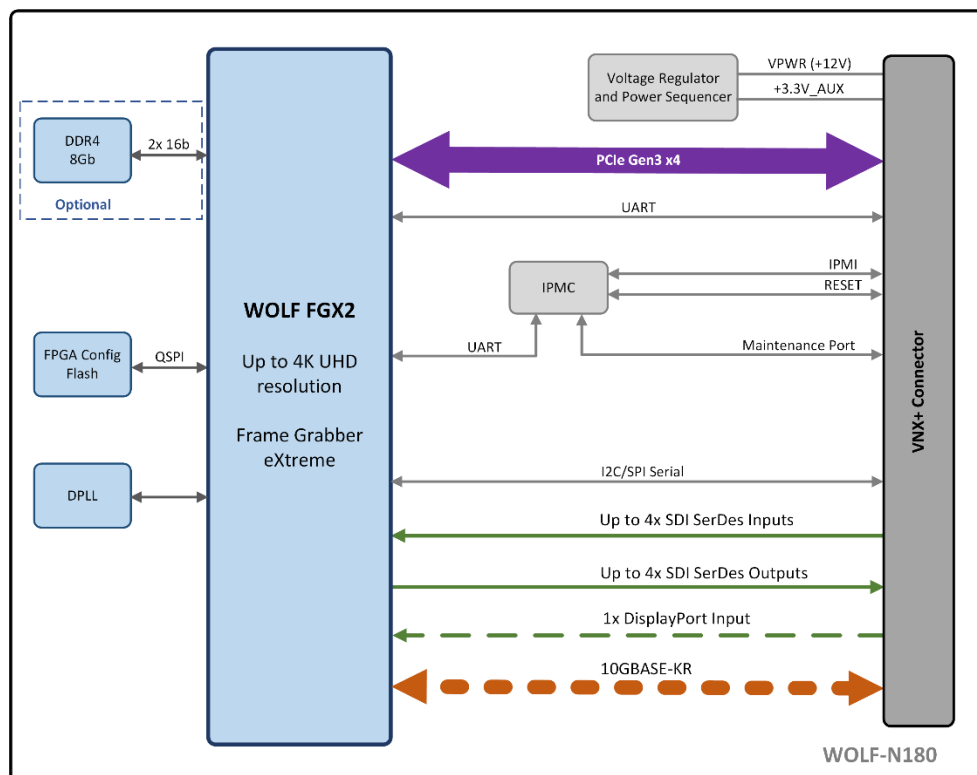 VPWR (+12V)
Voltage Regulator
and Power Sequencer
+3.3V_AUX
DDR4
8Gb
2x 16b
Optional
PCIe Gen3 x4
UART
IPMC
IPMI
RESET
WOLF FGX2
Up to 4K UHD
resolution
Frame Grabber
eXtreme
FPGA Config
Flash
QSPI
UART
Maintenance Port
VNX+ Connector
DPLL
I2C/SPI Serial
Up to 4x SDI SerDes Inputs
Up to 4x SDI SerDes Outputs
1x DisplayPort Input
10GBASE-KR
WOLF-N180